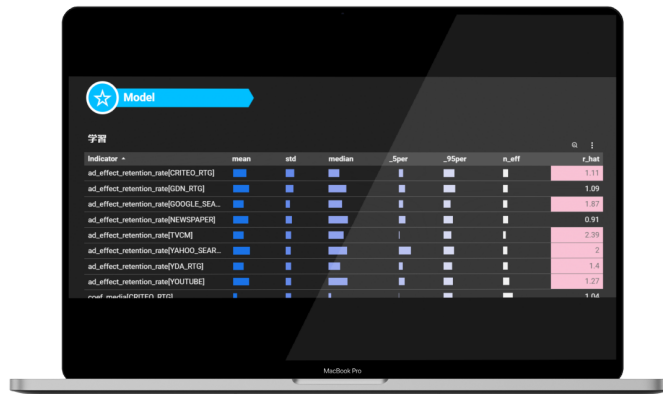 Model
学習
Indicator mean std median _5per _95per n_eff r_hat
ad_effect_retention_rate[CRITEO_RTG] 1.11
ad_effect_retention_rate[GDN_RTG] 1.09
ad_effect_retention_rate[GOOGLE_SEA... 1.87
ad_effect_retention_rate[NEWSPAPER] 0.91
ad_effect_retention_rate[TVCM] 2.39
ad_effect_retention_rate[YAHOO_SEAR... 2
ad_effect_retention_rate[YDA_RTG] 1.4
ad_effect_retention_rate[YOUTUBE] 1.27
coef_media[CRITEO_RTG] 1.04
MacBook Pro